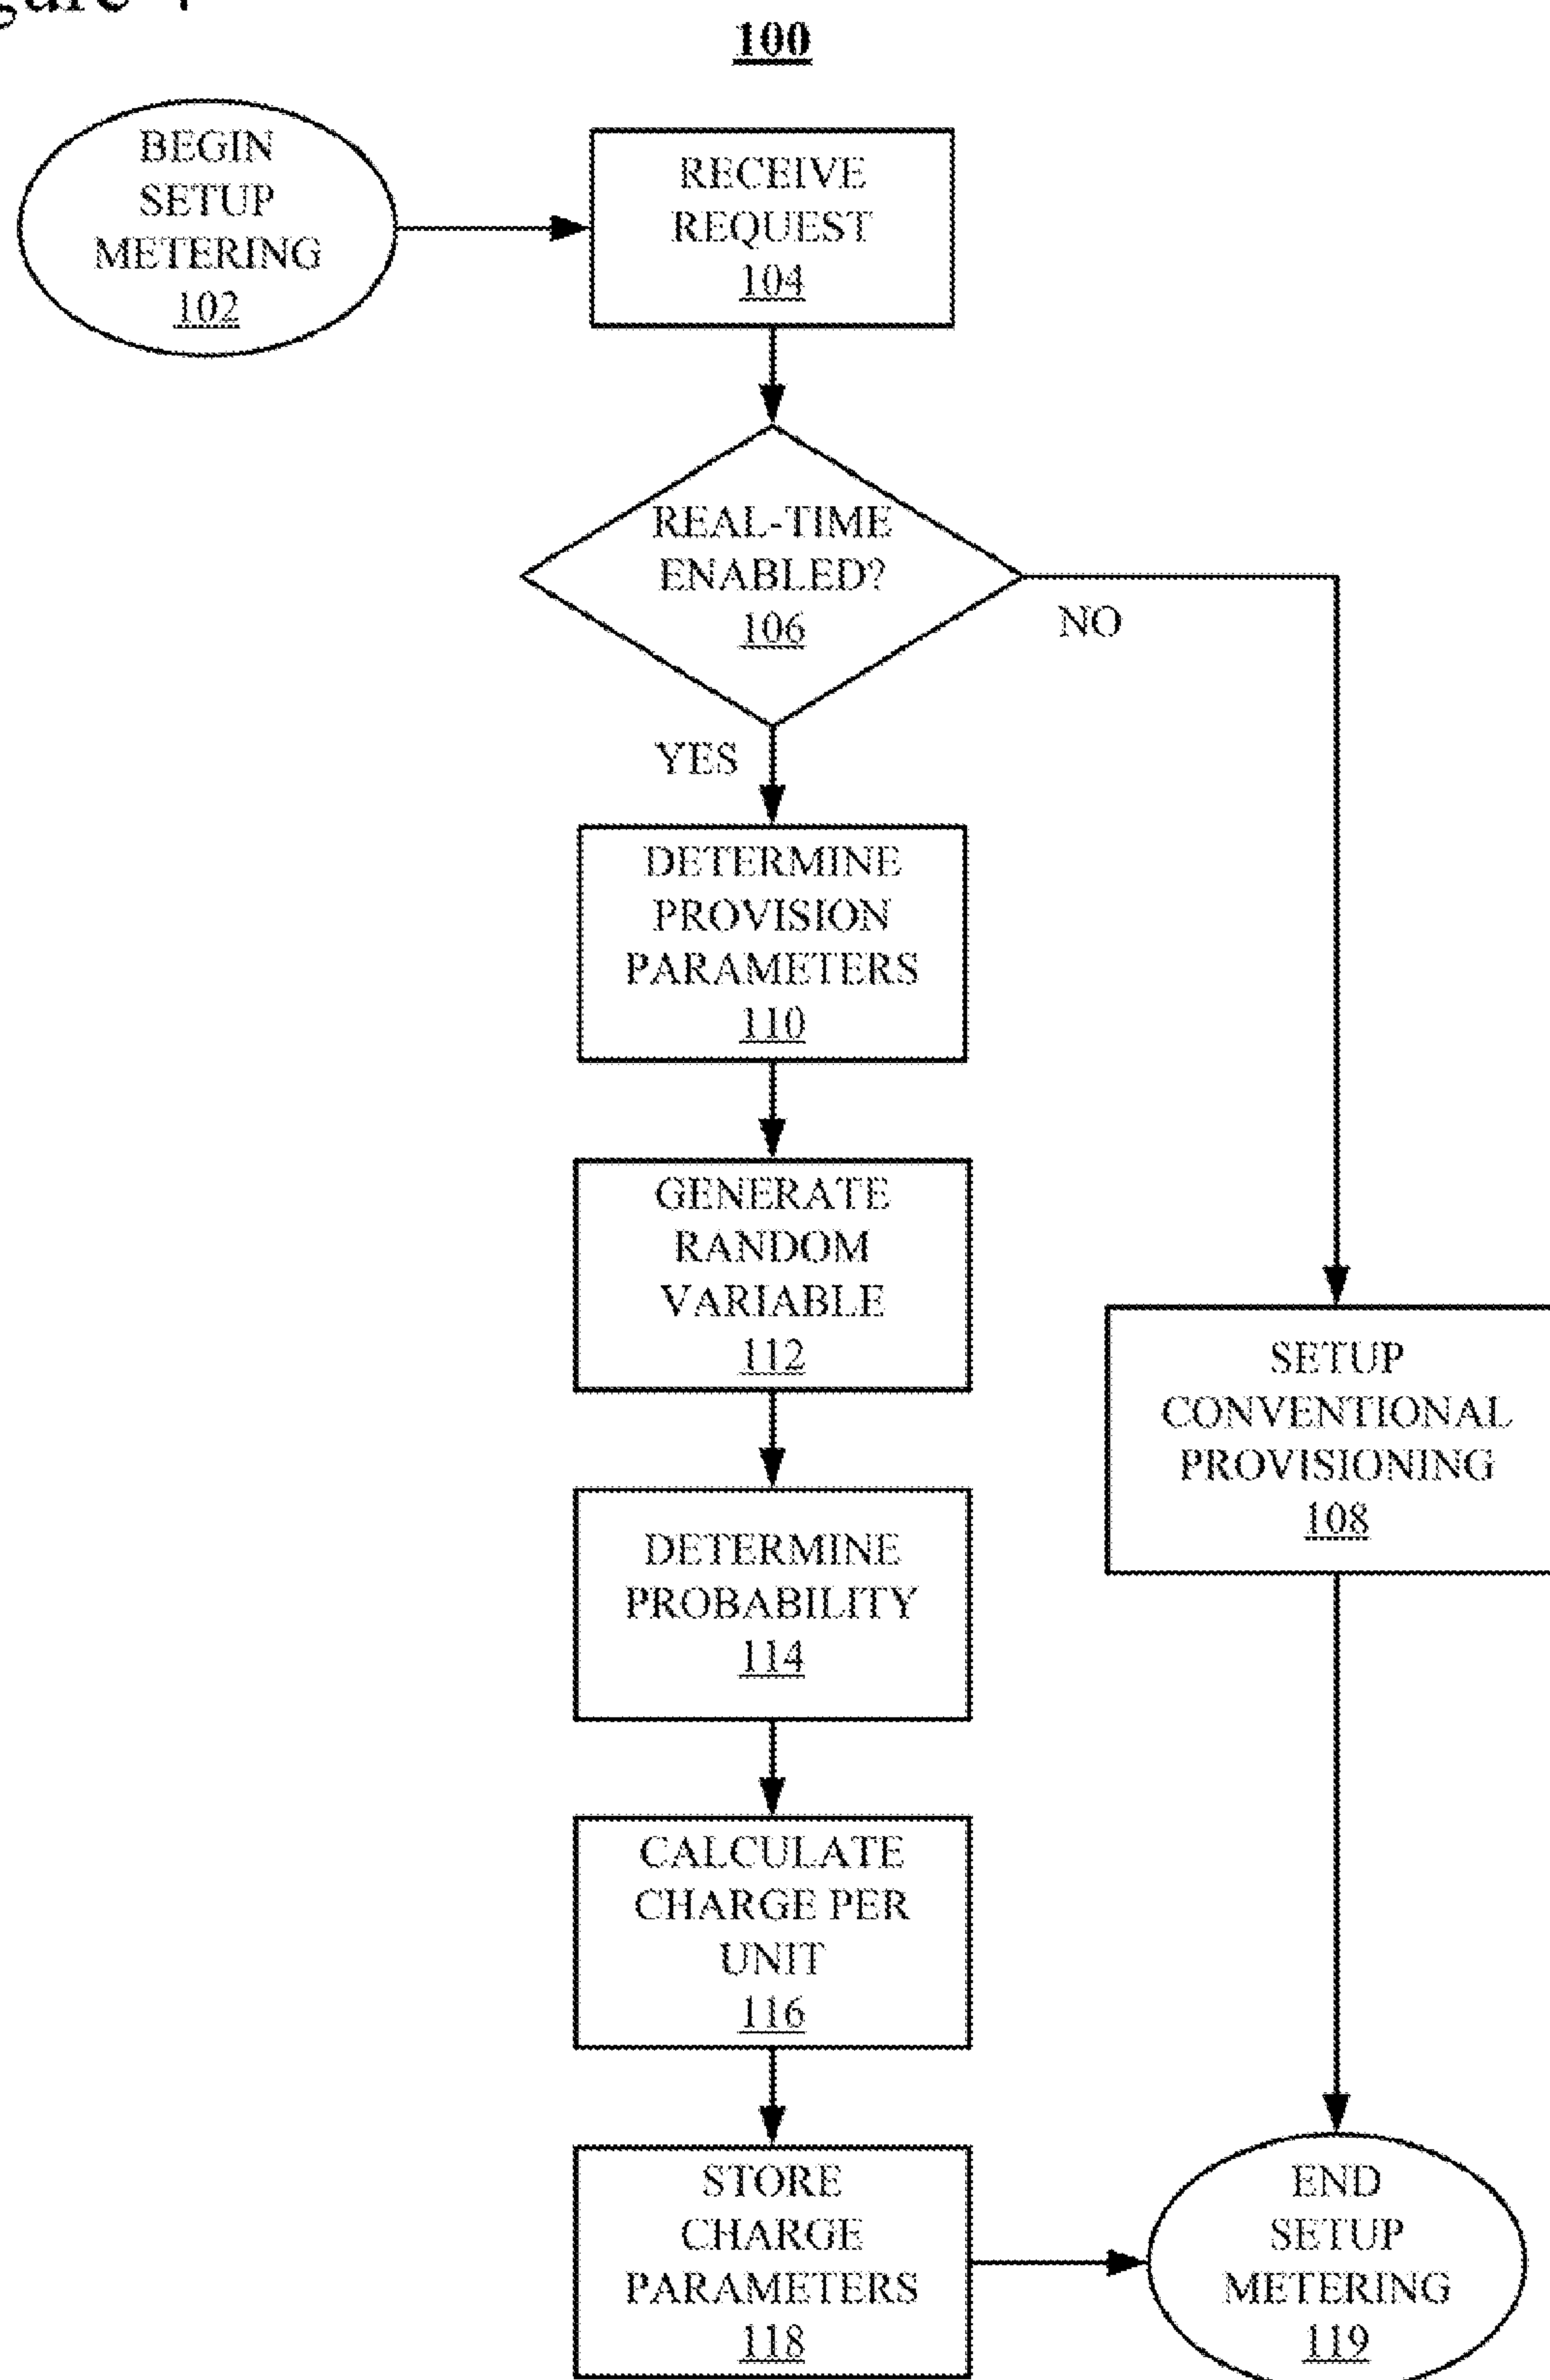 100
BEGIN
SETUP
METERING
102
RECEIVE
REQUEST
104
REAL-TIME
ENABLED?
106
NO
YES
DETERMINE
PROVISION
PARAMETERS
110
GENERATE
RANDOM
VARIABLE
112
SETUP
CONVENTIONAL
PROVISIONING
108
DETERMINE
PROBABILITY
114
CALCULATE
CHARGE PER
UNIT
116
STORE
CHARGE
PARAMETERS
118
END
SETUP
METERING
119